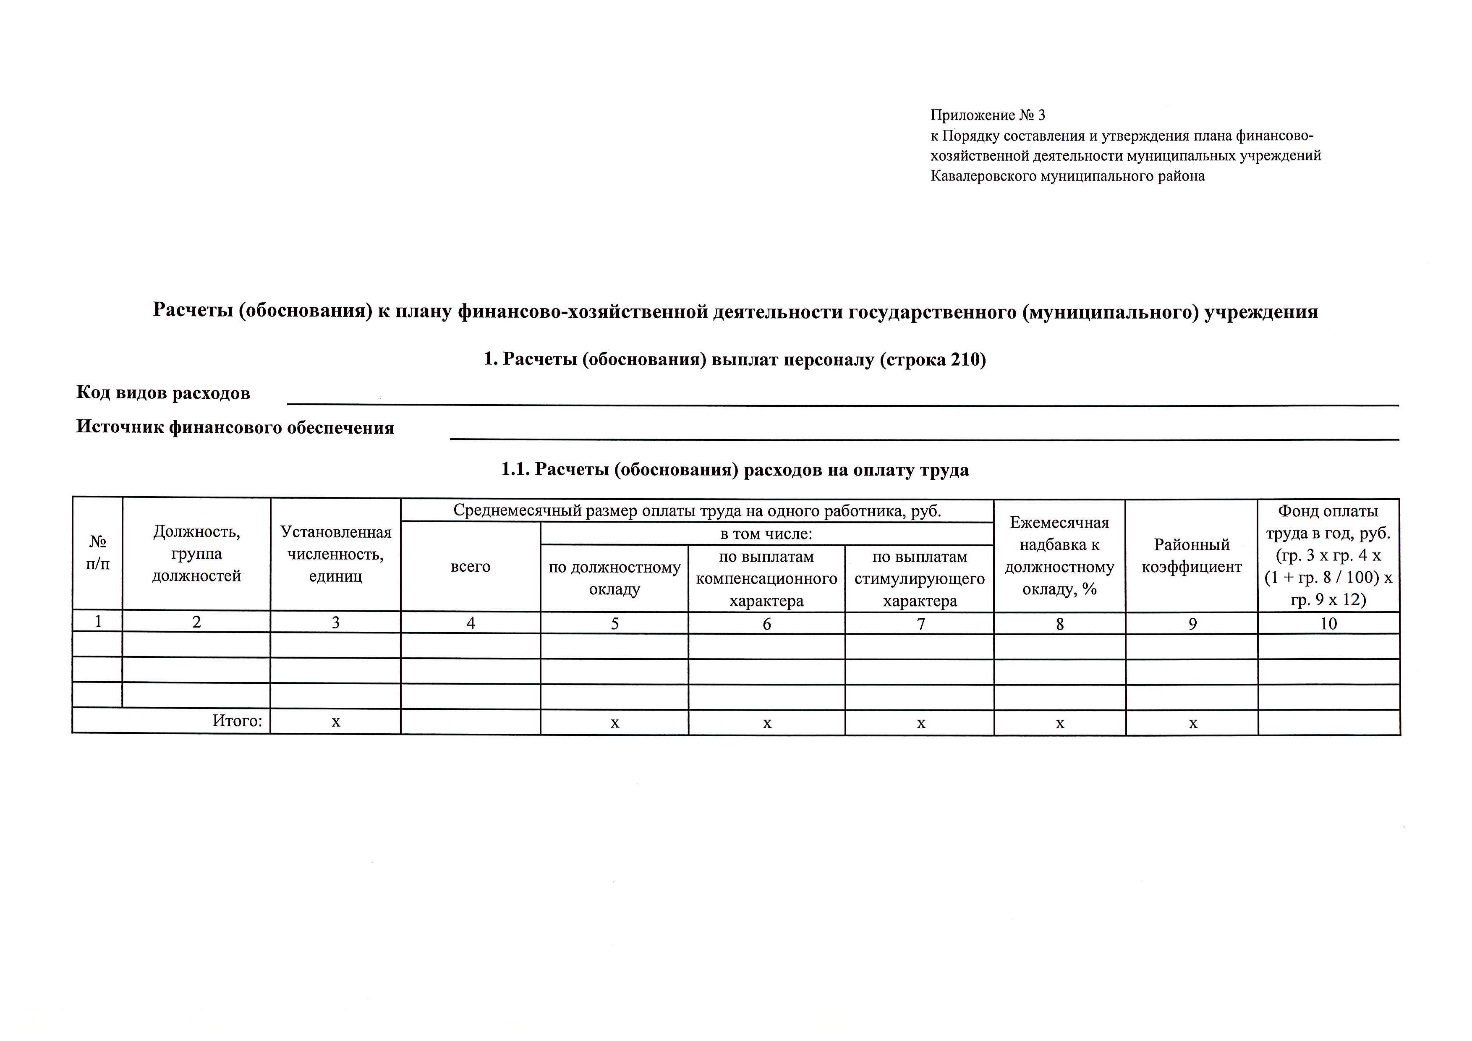 Приложение № 3
к Порядку составления и утверждения плана финансово-
хозяйственной деятельности муниципальных учреждений
Кавалеровского муниципального района
Расчеты (обоснования) к плану финансово-хозяйственной деятельности государственного (муниципального) учреждения
1. Расчеты (обоснования) выплат персоналу (строка 210)
Код видов расходов
Источник финансового обеспечения
1.1. Расчеты (обоснования) расходов на оплату труда
№
п/п
Должность,
группа
должностей
Установленная
численность,
единиц
Среднемесячный размер оплаты труда на одного работника, руб.
всего
в том числе:
по должностному
окладу
по выплатам
компенсационного
характера
по выплатам
стимулирующего
характера
Ежемесячная
надбавка к
должностному
окладу, %
Районный
коэффициент
Фонд оплаты
труда в год, руб.
(гр. 3 х гр. 4 х
(1 + гр. 8 / 100) х
гр. 9 х 12)
1 2 3 4 5 6 7 8 9 10
Итого: х х х х х х